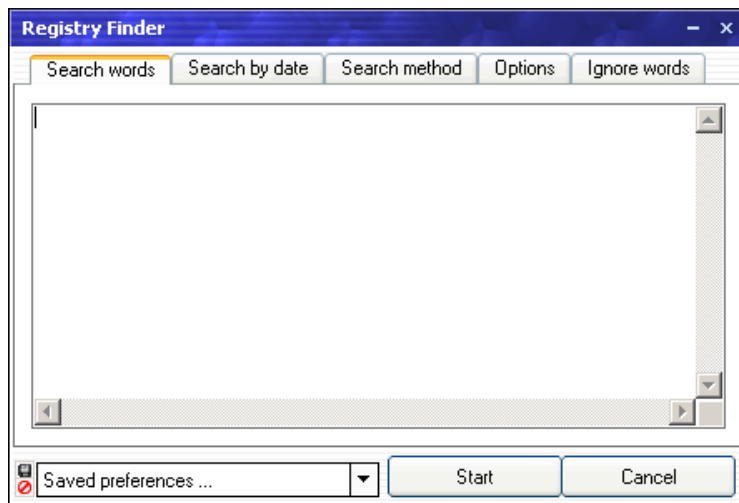 Registry Finder
Search words Search by date Search method Options Ignore words
Saved preferences ... Start Cancel